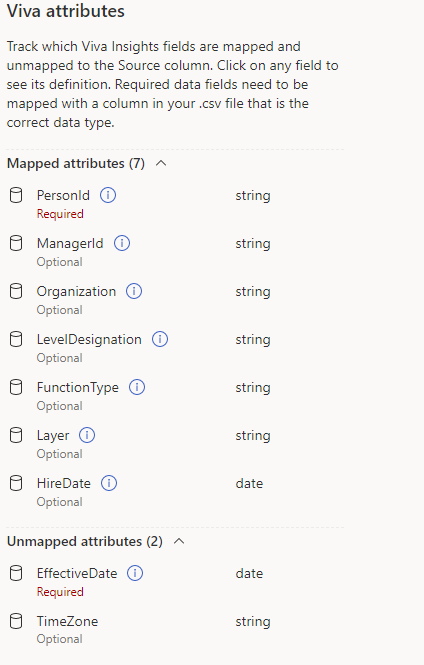 Viva attributes
Track which Viva Insights fields are mapped and
unmapped to the Source column. Click on any field to
see its definition. Required data fields need to be
mapped with a column in your .csv file that is the
correct data type.
Mapped attributes (7)
PersonId string
Required
ManagerId string
Optional
Organization string
Optional
LevelDesignation string
Optional
FunctionType string
Optional
Layer string
Optional
HireDate date
Optional
Unmapped attributes (2)
EffectiveDate date
Required
TimeZone string
Optional